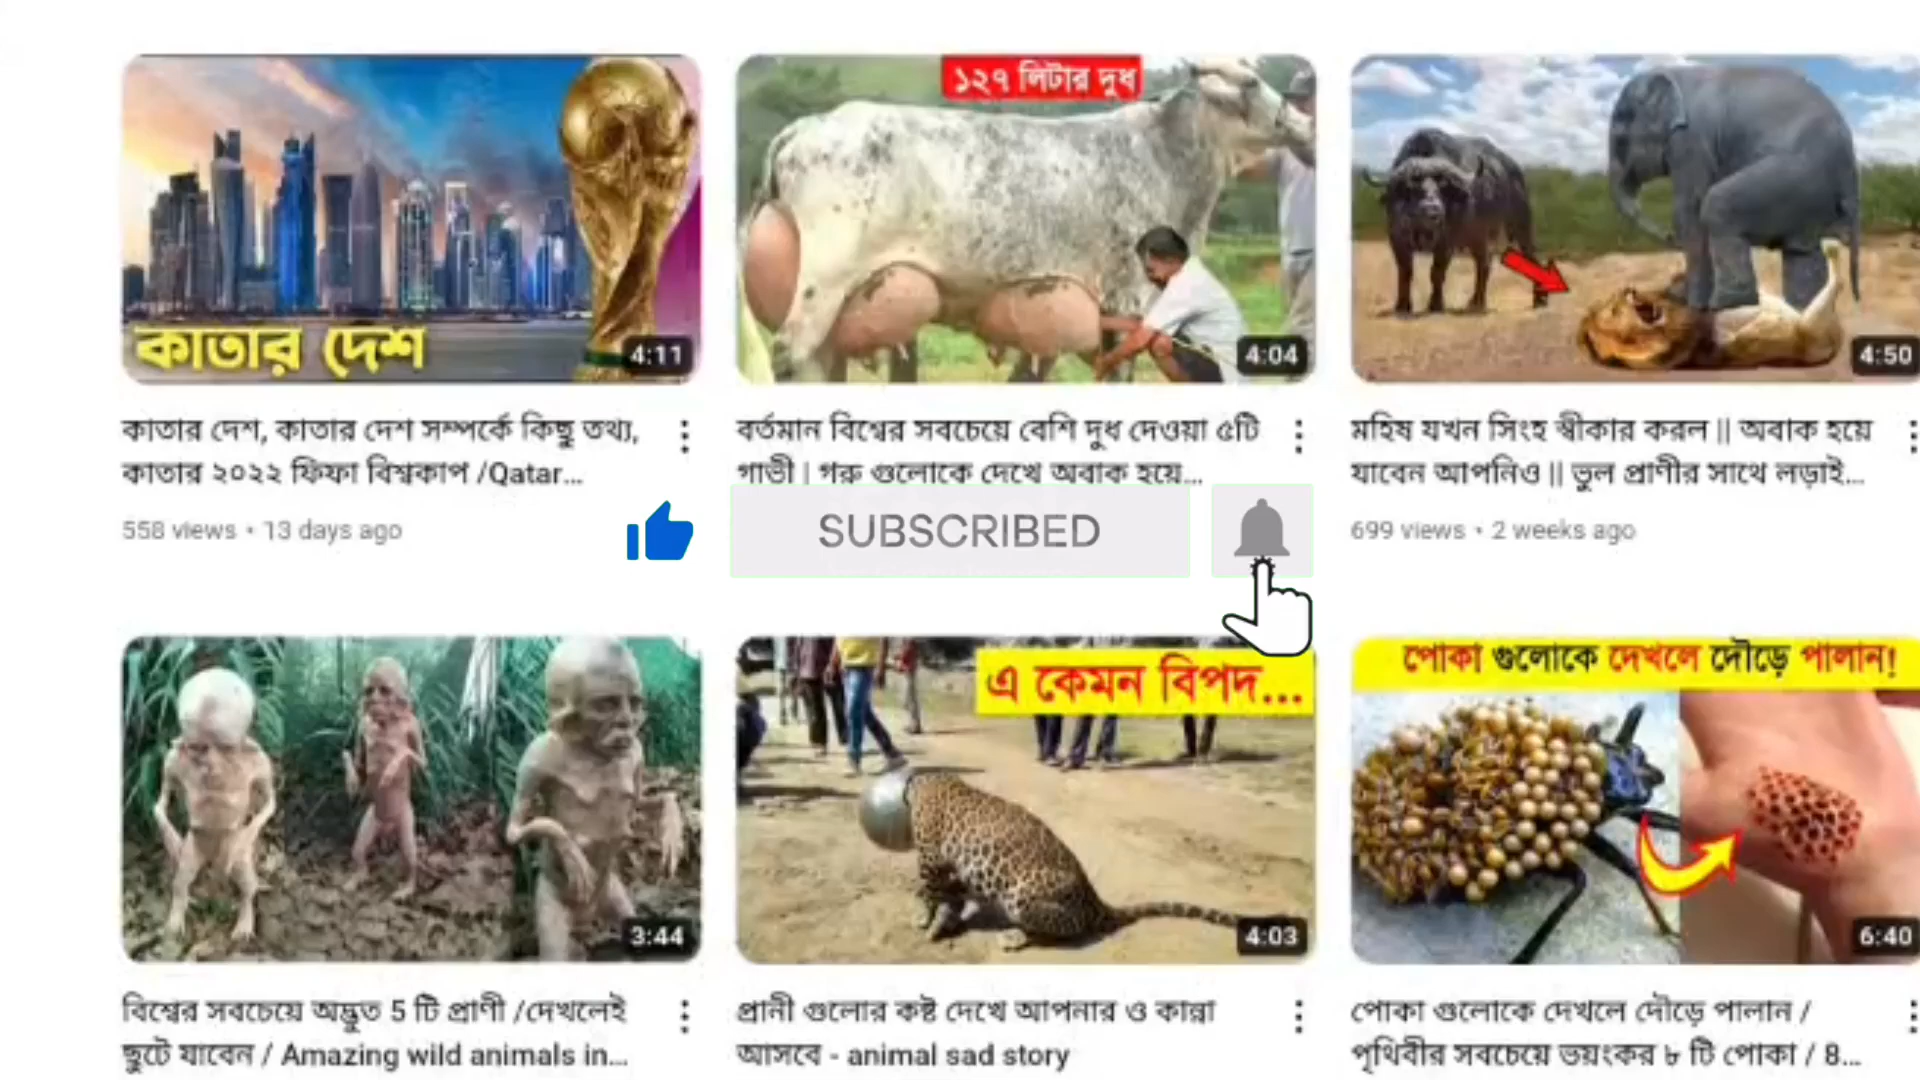 ১২৭ লিটার দুধ
কাতার দেশ
4:11
4:04
4:50
কাতার দেশ, কাতার দেশ সম্পর্কে কিছু তথ্য,
কাতার ২০২২ ফিফা বিশ্বকাপ /Qatar...
558 views • 13 days ago
বর্তমান বিশ্বের সবচেয়ে বেশি দুধ দেওয়া ৫টি
গাভী | গরু গুলোকে দেখে অবাক হয়ে...
মহিষ যখন সিংহ স্বীকার করল || অবাক হয়ে
যাবেন আপনিও || ভুল প্রাণীর সাথে লড়াই...
699 views • 2 weeks ago
SUBSCRIBED
এ কেমন বিপদ...
পোকা গুলোকে দেখলে দৌড়ে পালান!
3:44
4:03
6:40
বিশ্বের সবচেয়ে অদ্ভুত 5 টি প্রাণী /দেখলেই
ছুটে যাবেন / Amazing wild animals in...
প্রানী গুলোর কষ্ট দেখে আপনার ও কান্না
আসবে - animal sad story
পোকা গুলোকে দেখলে দৌড়ে পালান /
পৃথিবীর সবচেয়ে ভয়ংকর ৮ টি পোকা / 8...